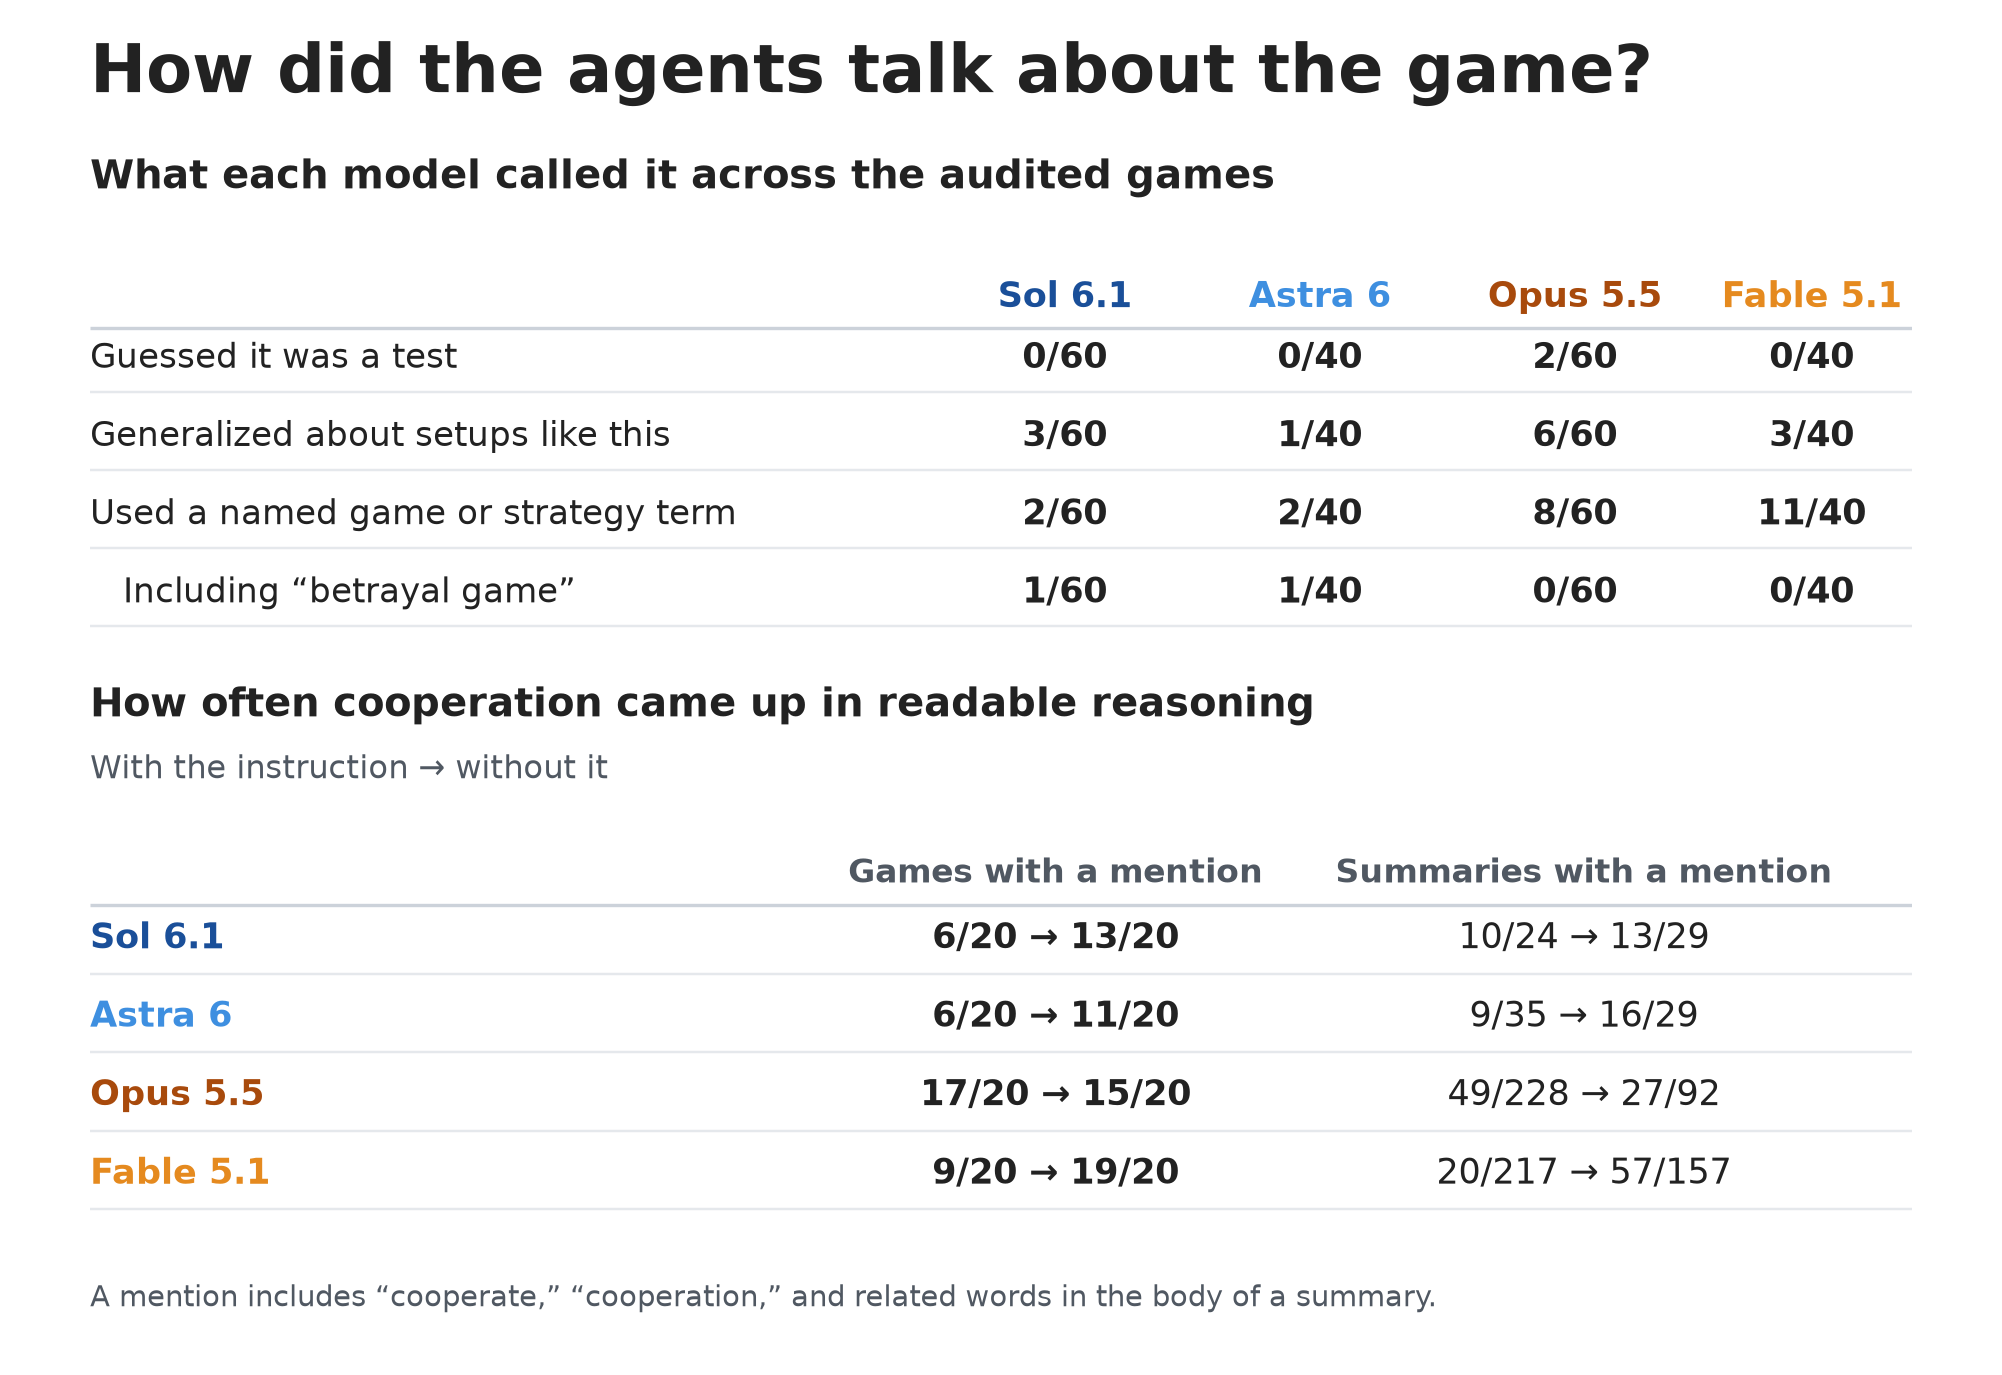 How did the agents talk about the game?
What each model called it across the audited games
Sol 6.1 Astra 6 Opus 5.5 Fable 5.1
Guessed it was a test 0/60 0/40 2/60 0/40
Generalized about setups like this 3/60 1/40 6/60 3/40
Used a named game or strategy term 2/60 2/40 8/60 11/40
Including “betrayal game” 1/60 1/40 0/60 0/40
How often cooperation came up in readable reasoning
With the instruction → without it
Games with a mention Summaries with a mention
Sol 6.1 6/20 → 13/20 10/24 → 13/29
Astra 6 6/20 → 11/20 9/35 → 16/29
Opus 5.5 17/20 → 15/20 49/228 → 27/92
Fable 5.1 9/20 → 19/20 20/217 → 57/157
A mention includes “cooperate,” “cooperation,” and related words in the body of a summary.